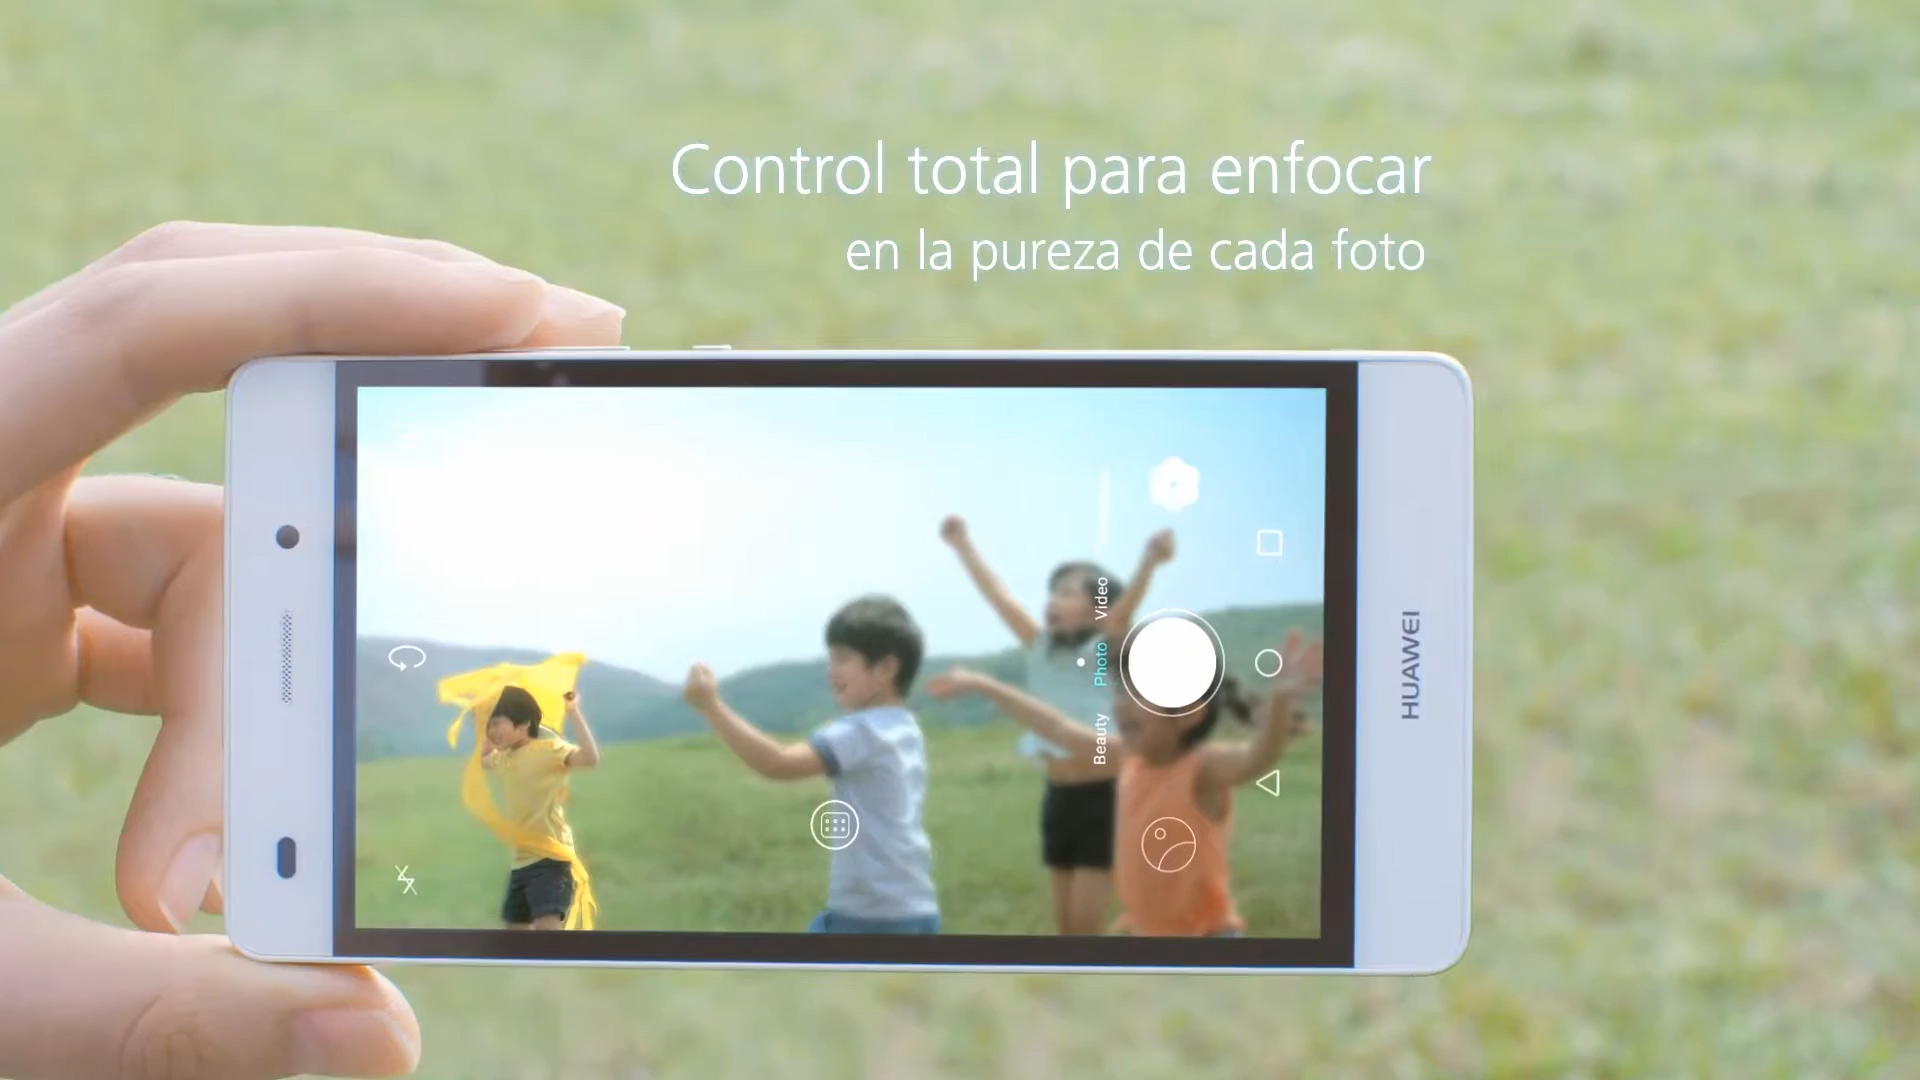 Control total para enfocar
en la pureza de cada foto
Video
Photo
Beauty
HUAWEI